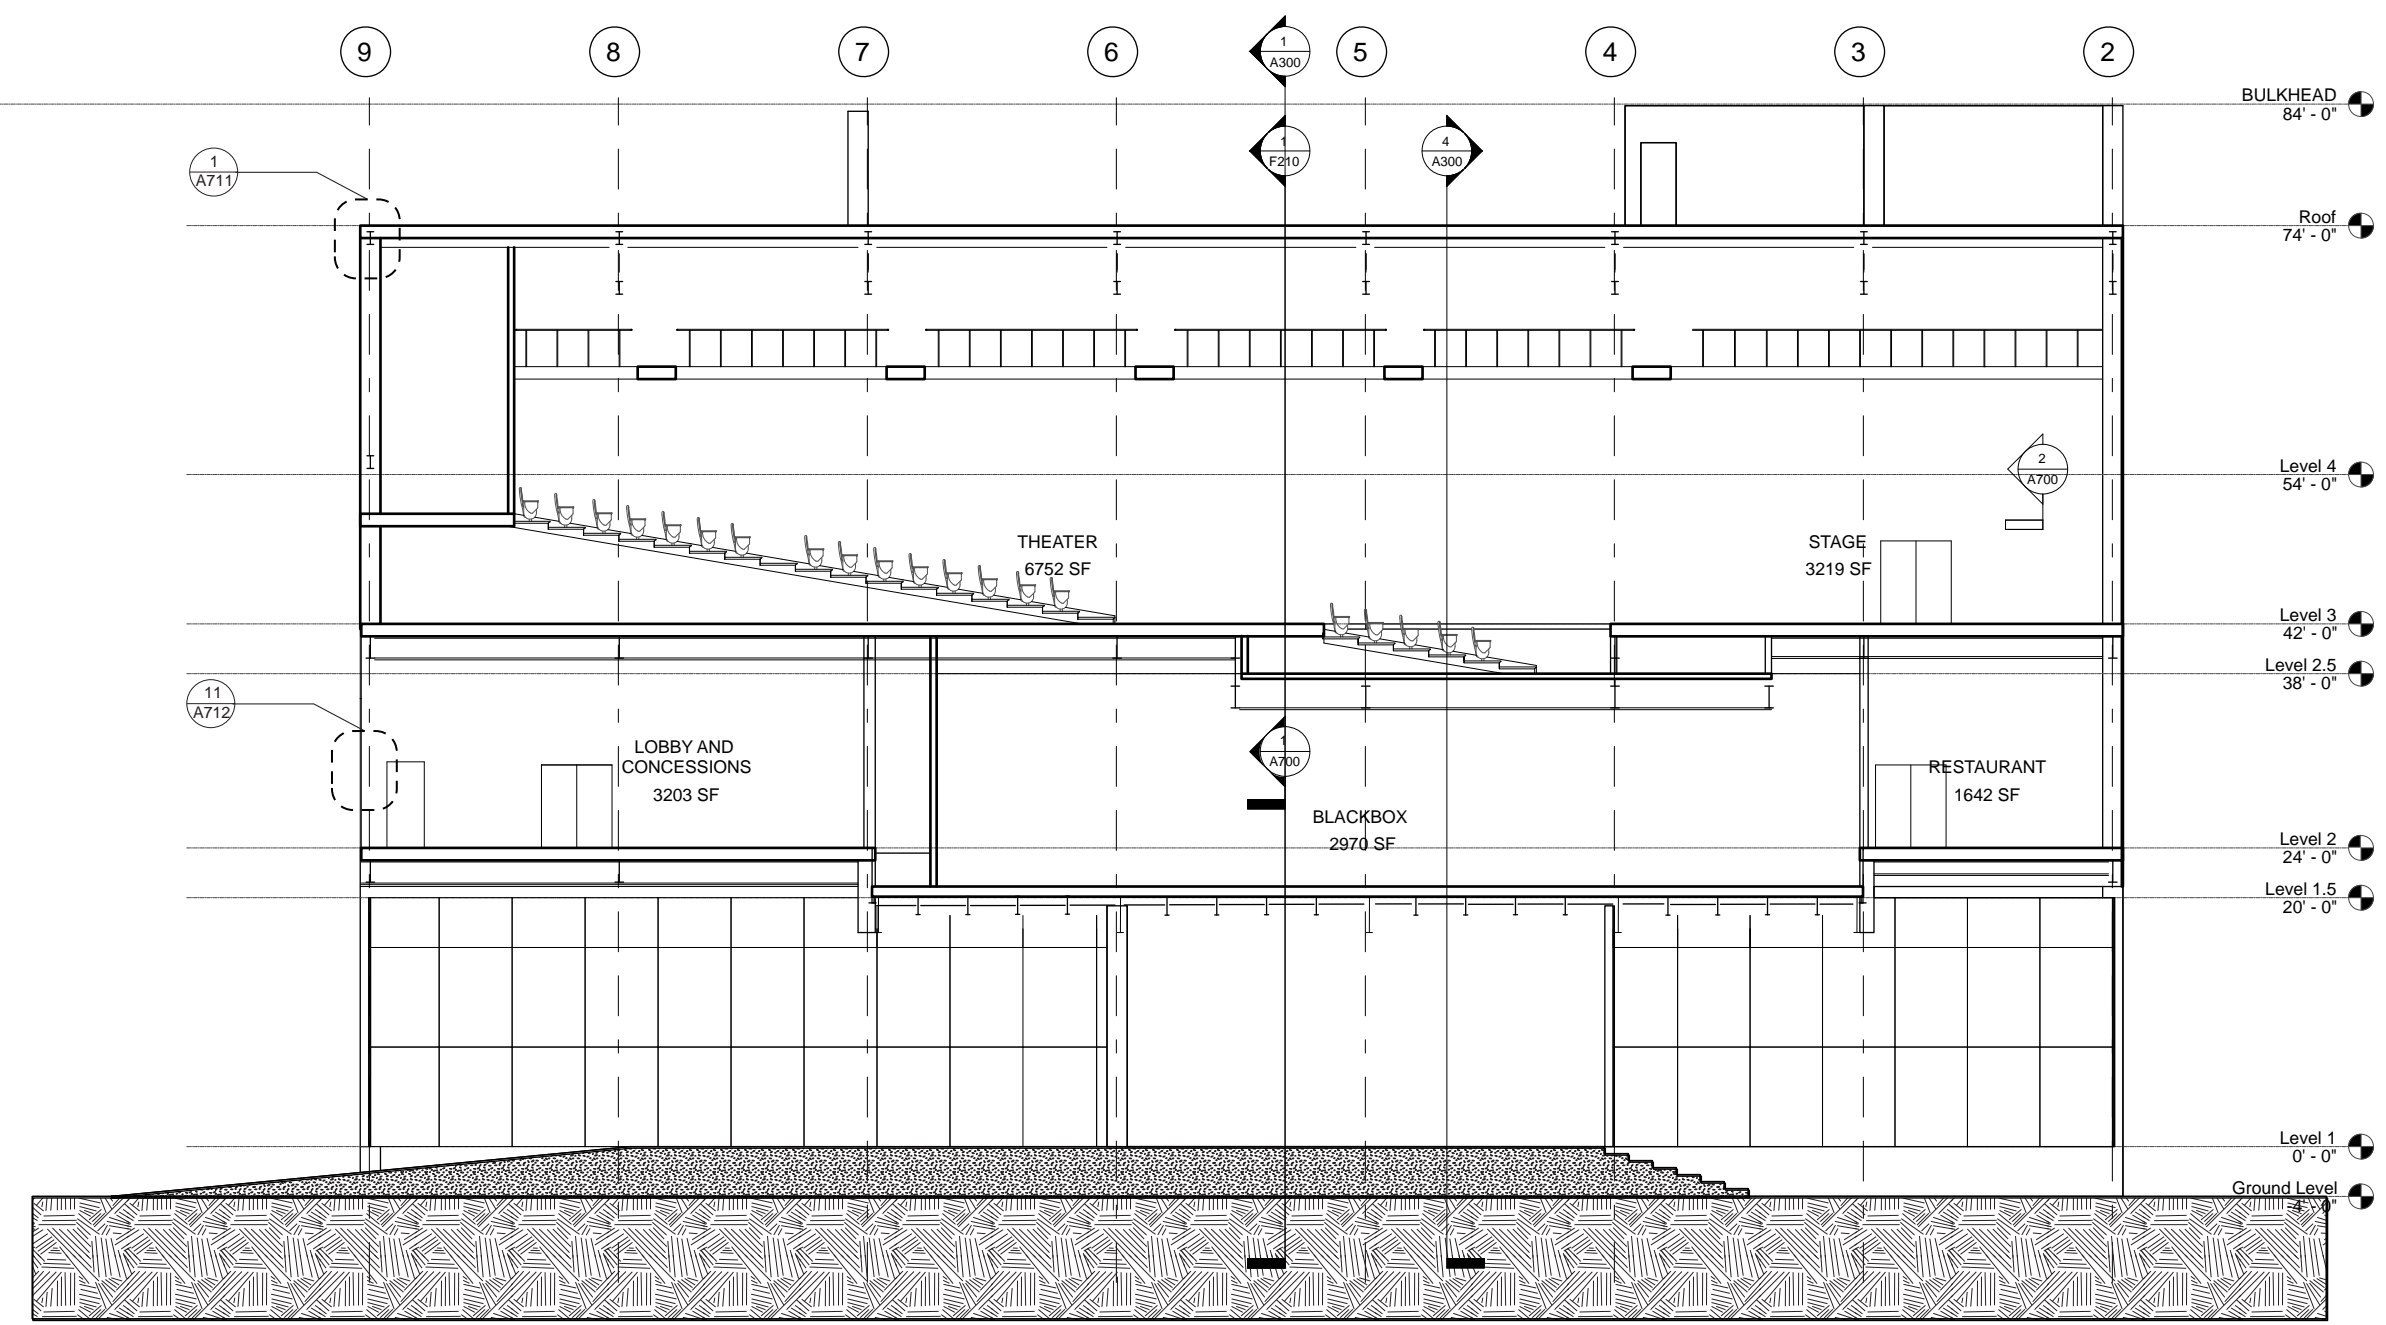 9
8
7
6
1
A300
5
4
3
2
BULKHEAD
84' - 0"
1
F210
4
A300
1
A711
Roof
74' - 0"
2
A700
Level 4
54' - 0"
THEATER
6752 SF
STAGE
3219 SF
Level 3
42' - 0"
Level 2.5
38' - 0"
11
A712
LOBBY AND
CONCESSIONS
3203 SF
1
A700
RESTAURANT
1642 SF
BLACKBOX
2970 SF
Level 2
24' - 0"
Level 1.5
20' - 0"
Level 1
0' - 0"
Ground Level
-4' - 0"